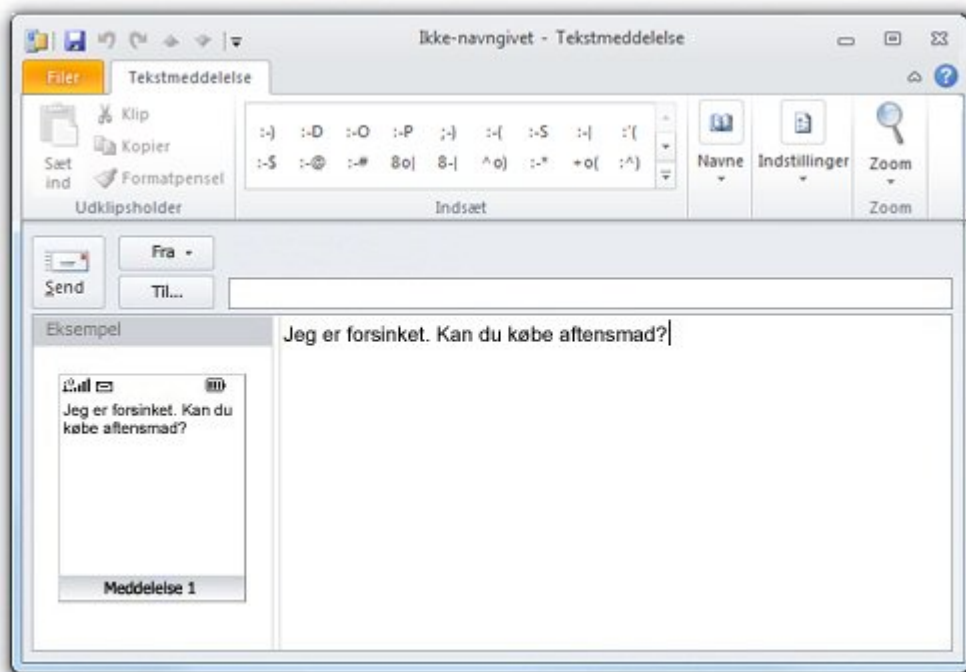 Ikke-navngivet - Tekstmeddelelse
Filer Tekstmeddelelse
Sæt ind
Klip
Kopier
Formatpensel
Udklipsholder
:-) :-D :-O :-P ;-) :-( :-S :-| :'(
:-$ :-@ :-# 8o| 8-| ^o) :-* +o( :^)
Indsæt
Navne
Indstillinger
Zoom
Zoom
Send
Fra
Til...
Eksempel
Jeg er forsinket. Kan du
købe aftensmad?
Meddelelse 1
Jeg er forsinket. Kan du købe aftensmad?